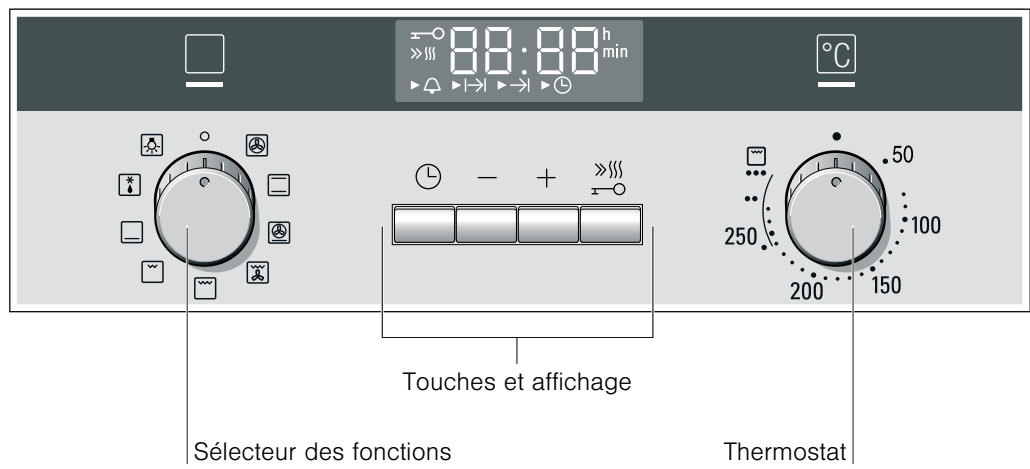 88:88 h
min
°C
50
100
150
200
250
Touches et affichage
Sélecteur des fonctions
Thermostat